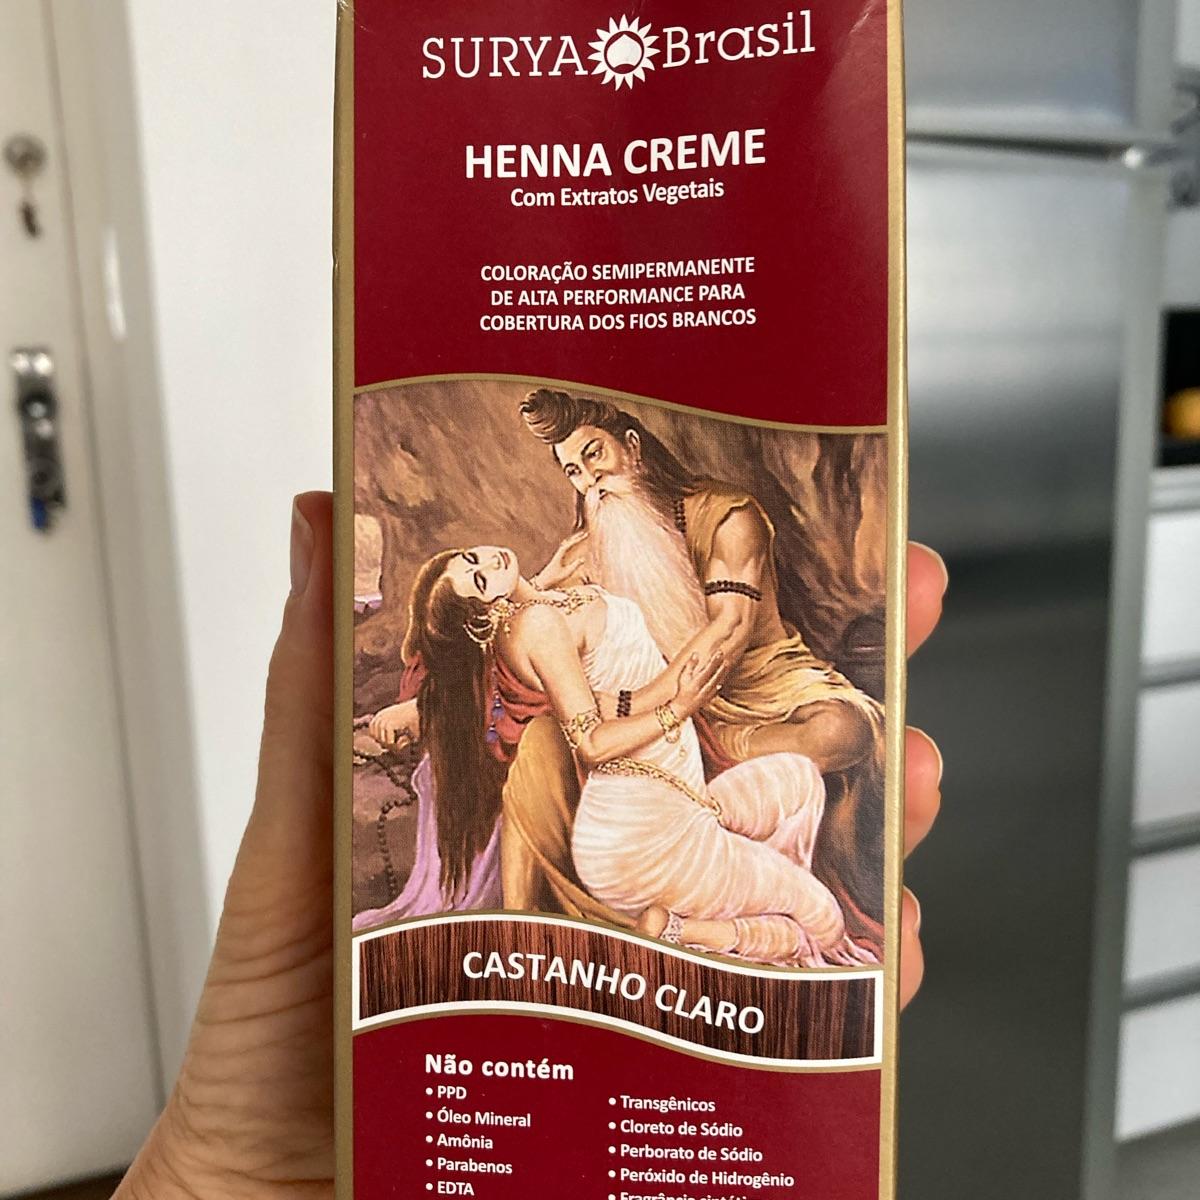 SURYA Brasil
HENNA CREME
Com Extratos Vegetais
COLORAÇÃO SEMIPERMANENTE
DE ALTA PERFORMANCE PARA
COBERTURA DOS FIOS BRANCOS
CASTANHO CLARO
Não contém
• PPD
• Óleo Mineral
• Amônia
• Parabenos
• EDTA
• Transgênicos
• Cloreto de Sódio
• Perborato de Sódio
• Peróxido de Hidrogênio
• Fragrância